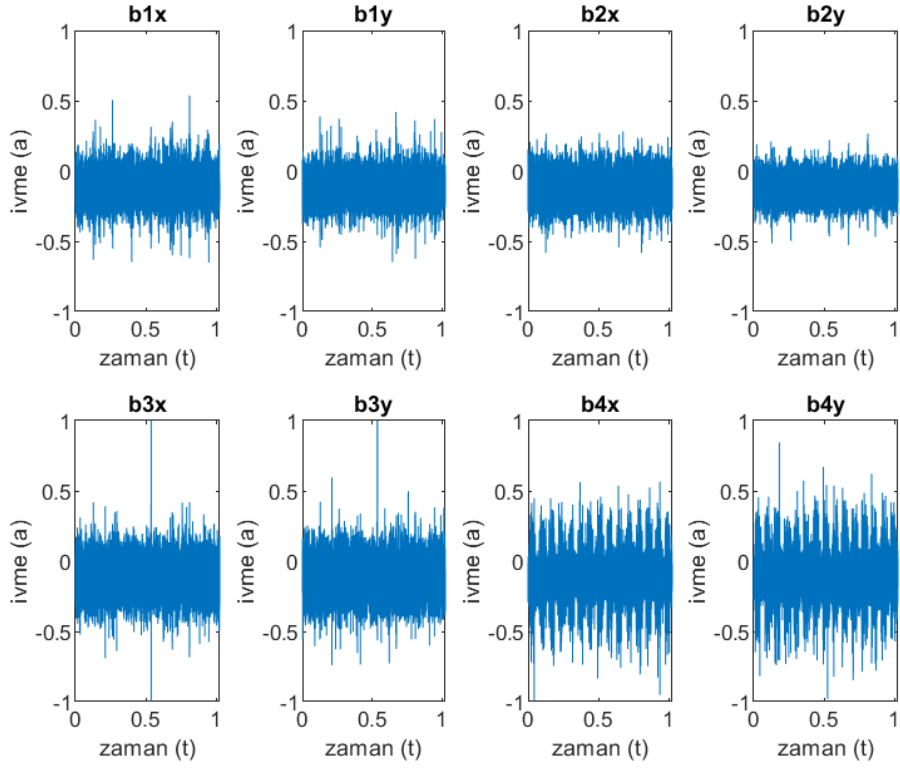 b1x b1y b2x b2y
1 1 1 1
0.5 0.5 0.5 0.5
0 0 0 0
-0.5 -0.5 -0.5 -0.5
-1 -1 -1 -1
ivme (a) ivme (a) ivme (a) ivme (a)
0 0.5 1 0 0.5 1 0 0.5 1 0 0.5 1
zaman (t) zaman (t) zaman (t) zaman (t)
b3x b3y b4x b4y
1 1 1 1
0.5 0.5 0.5 0.5
0 0 0 0
-0.5 -0.5 -0.5 -0.5
-1 -1 -1 -1
ivme (a) ivme (a) ivme (a) ivme (a)
0 0.5 1 0 0.5 1 0 0.5 1 0 0.5 1
zaman (t) zaman (t) zaman (t) zaman (t)